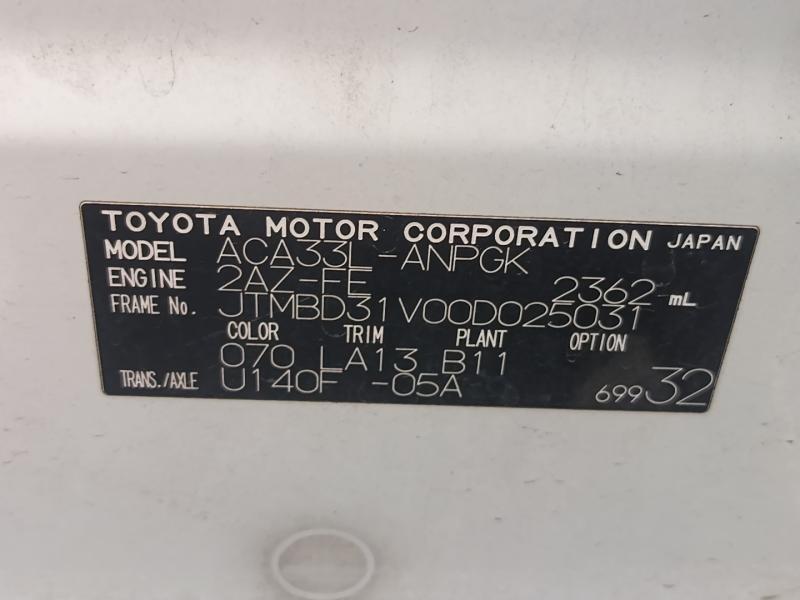 TOYOTA MOTOR CORPORATION JAPAN
MODEL ACA33L-ANPGK
ENGINE 2AZ-FE 2362 mL
FRAME No. JTMBD31V00D025031
COLOR TRIM PLANT OPTION
070 LA13 B11
TRANS./AXLE U140F -05A 699 32